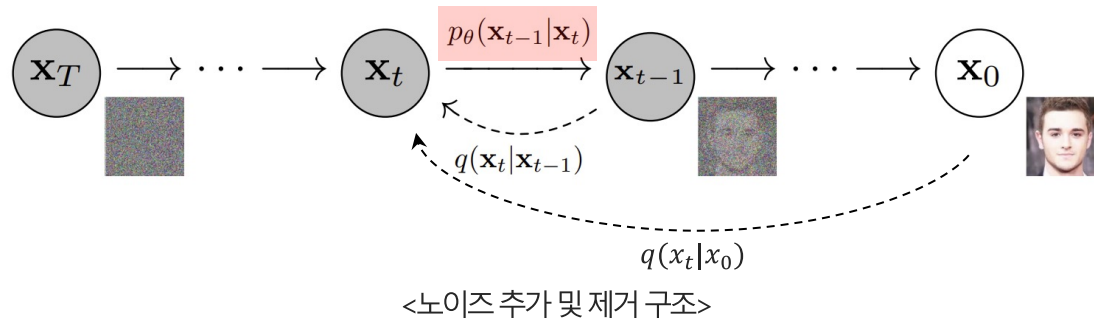 p_θ(x_{t−1}|x_t)
x_T → ··· → x_t → x_{t−1} → ··· → x_0
q(x_t|x_{t−1})
q(x_t|x_0)
<노이즈 추가 및 제거 구조>